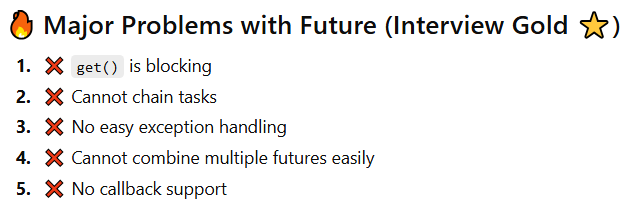 🔥 Major Problems with Future (Interview Gold ⭐)
1. ❌ get() is blocking
2. ❌ Cannot chain tasks
3. ❌ No easy exception handling
4. ❌ Cannot combine multiple futures easily
5. ❌ No callback support